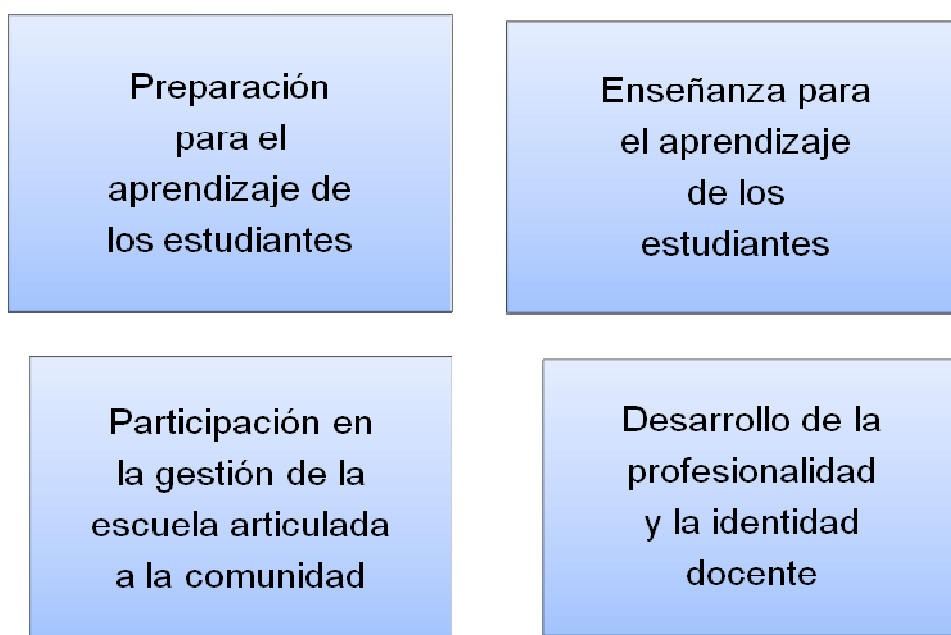 Preparación
para el
aprendizaje de
los estudiantes
Enseñanza para
el aprendizaje
de los
estudiantes
Participación en
la gestión de la
escuela articulada
a la comunidad
Desarrollo de la
profesionalidad
y la identidad
docente